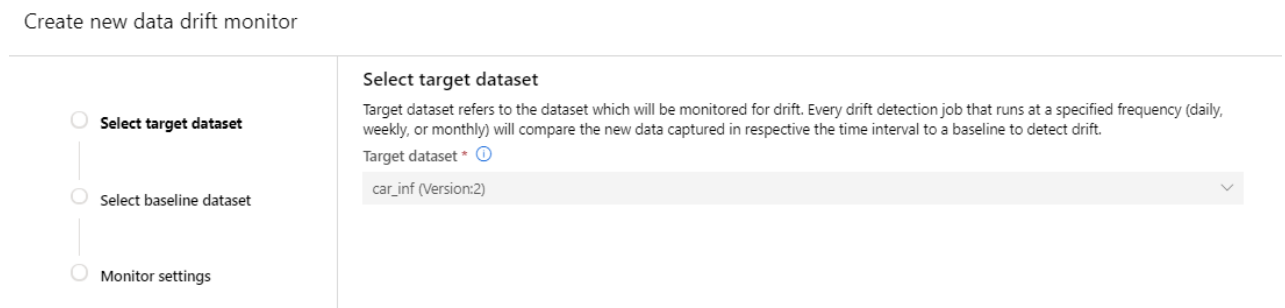 Create new data drift monitor
Select target dataset
Select baseline dataset
Monitor settings
Select target dataset
Target dataset refers to the dataset which will be monitored for drift. Every drift detection job that runs at a specified frequency (daily,
weekly, or monthly) will compare the new data captured in respective the time interval to a baseline to detect drift.
Target dataset * ⓘ
car_inf (Version:2)